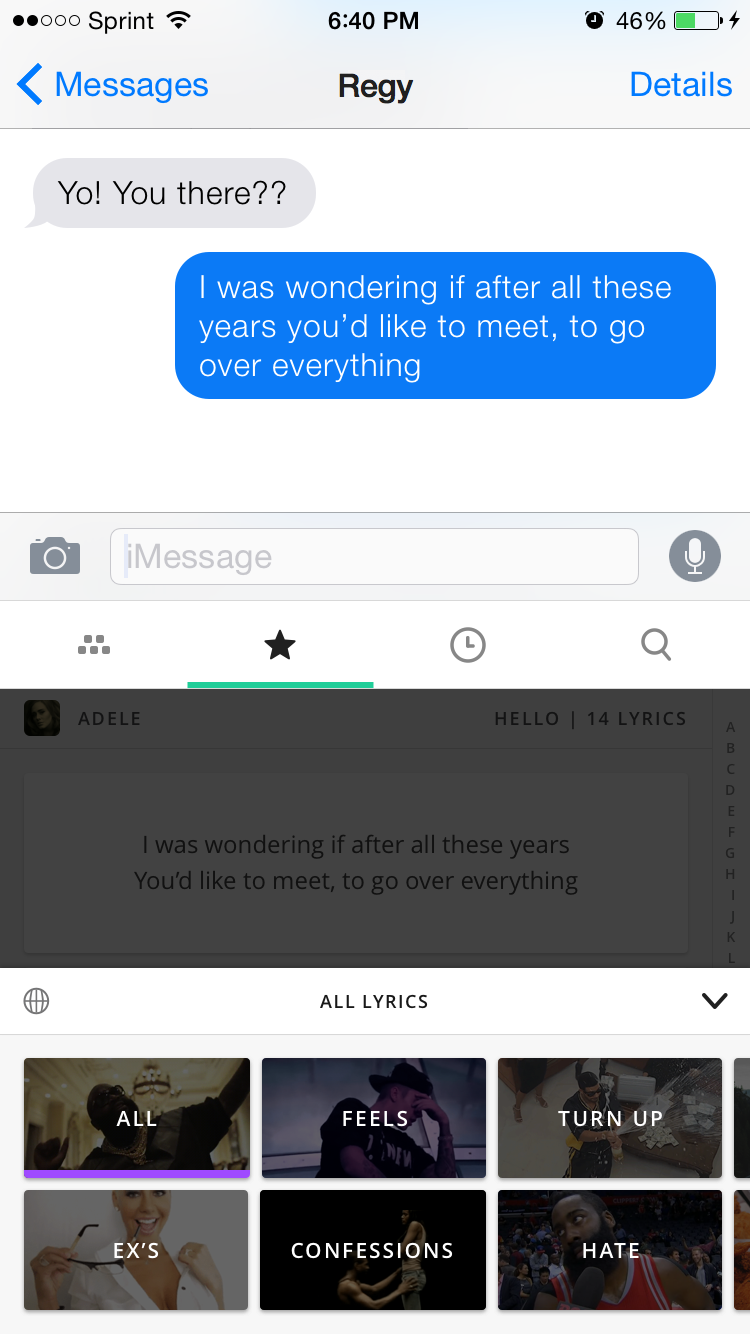 Sprint 6:40 PM 46%
Messages Regy Details
Yo! You there??
I was wondering if after all these
years you’d like to meet, to go
over everything
iMessage
ADELE HELLO | 14 LYRICS
I was wondering if after all these years
You’d like to meet, to go over everything
A
B
C
D
E
F
G
H
I
J
K
L
ALL LYRICS
ALL FEELS TURN UP
EX’S CONFESSIONS HATE